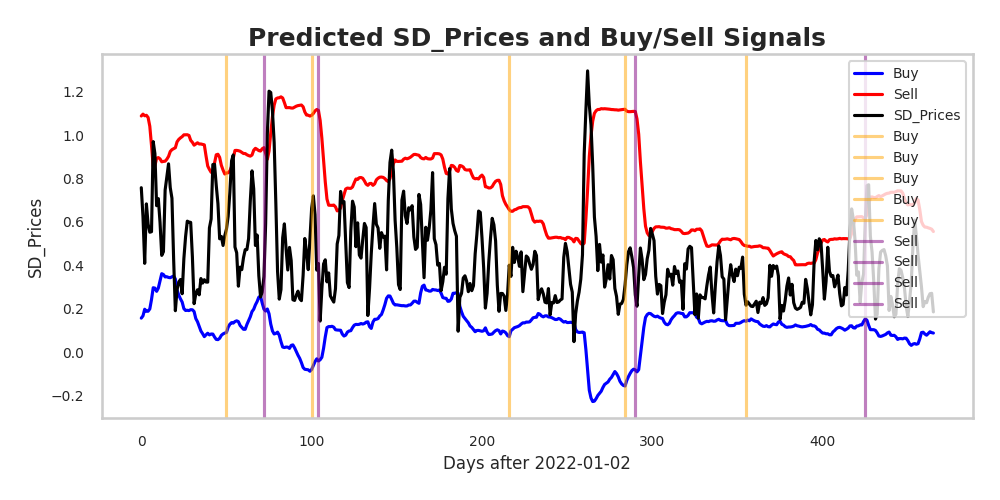 Predicted SD_Prices and Buy/Sell Signals
SD_Prices
1.2
1.0
0.8
0.6
0.4
0.2
0.0
−0.2
0
100
200
300
400
Days after 2022-01-02
Buy
Sell
SD_Prices
Buy
Buy
Buy
Buy
Buy
Sell
Sell
Sell
Sell